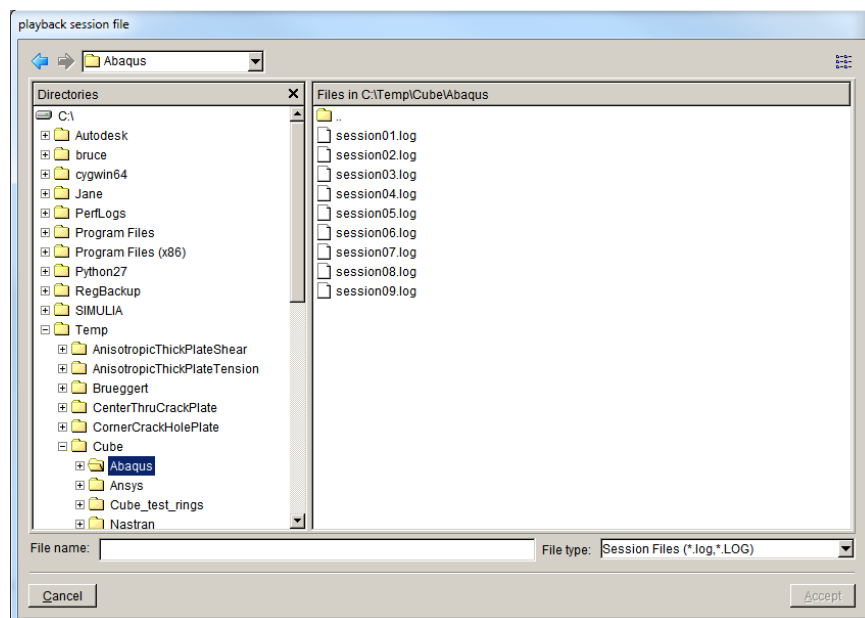 playback session file
Abaqus
Directories
Files in C:\Temp\Cube\Abaqus
C:\
Autodesk
bruce
cygwin64
Jane
PerfLogs
Program Files
Program Files (x86)
Python27
RegBackup
SIMULIA
Temp
AnisotropicThickPlateShear
AnisotropicThickPlateTension
Brueggert
CenterThruCrackPlate
CornerCrackHolePlate
Cube
Abaqus
Ansys
Cube_test_rings
Nastran
..
session01.log
session02.log
session03.log
session04.log
session05.log
session06.log
session07.log
session08.log
session09.log
File name:
File type: Session Files (*.log,*.LOG)
Cancel
Accept